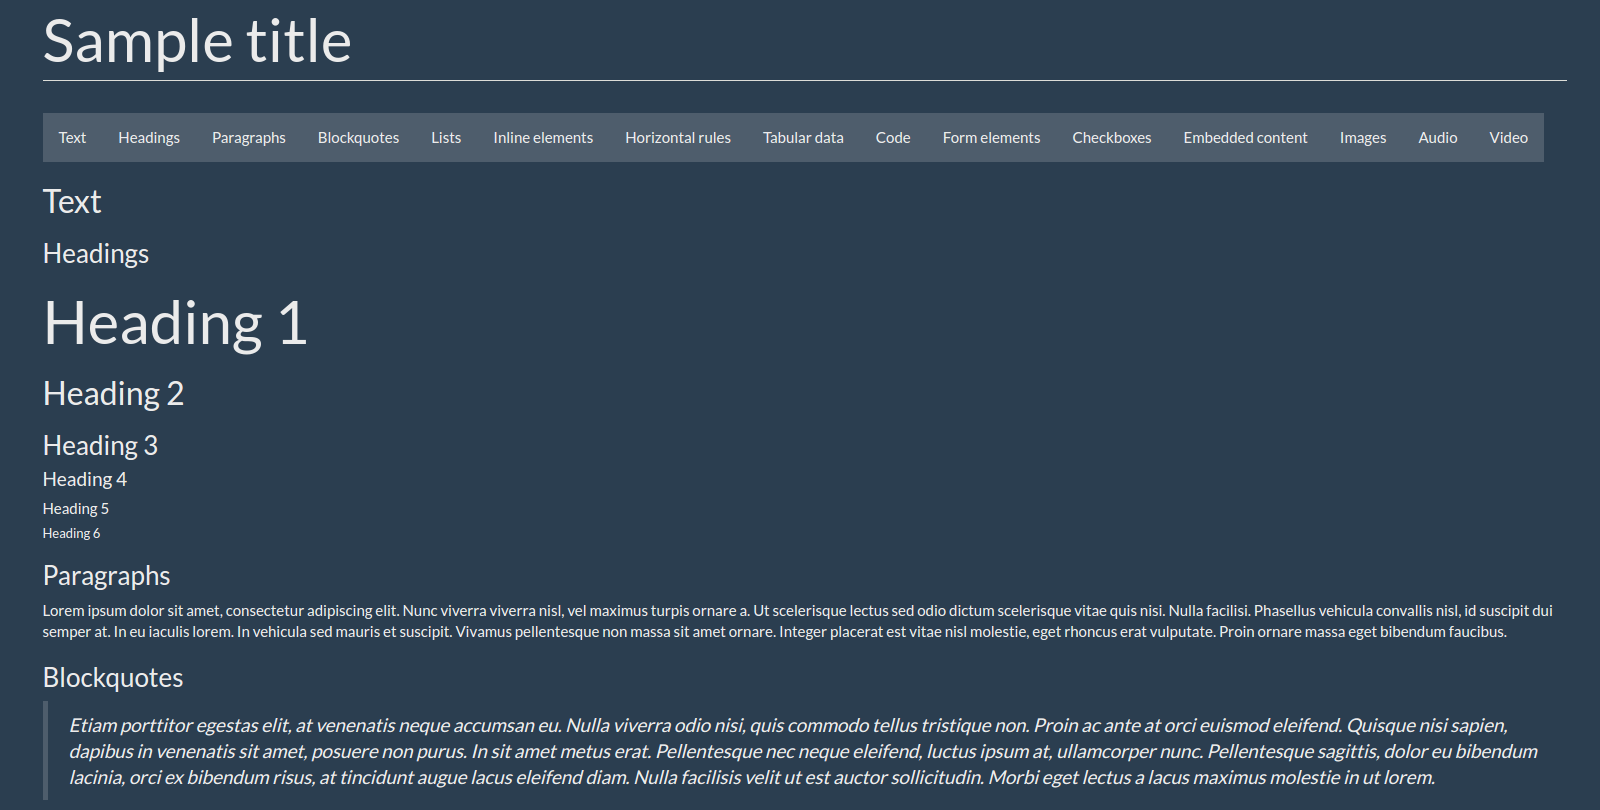 Sample title
Text Headings Paragraphs Blockquotes Lists Inline elements Horizontal rules Tabular data Code Form elements Checkboxes Embedded content Images Audio Video
Text
Headings
Heading 1
Heading 2
Heading 3
Heading 4
Heading 5
Heading 6
Paragraphs
Lorem ipsum dolor sit amet, consectetur adipiscing elit. Nunc viverra viverra nisl, vel maximus turpis ornare a. Ut scelerisque lectus sed odio dictum scelerisque vitae quis nisi. Nulla facilisi. Phasellus vehicula convallis nisl, id suscipit dui
semper at. In eu iaculis lorem. In vehicula sed mauris et suscipit. Vivamus pellentesque non massa sit amet ornare. Integer placerat est vitae nisl molestie, eget rhoncus erat vulputate. Proin ornare massa eget bibendum faucibus.
Blockquotes
Etiam porttitor egestas elit, at venenatis neque accumsan eu. Nulla viverra odio nisi, quis commodo tellus tristique non. Proin ac ante at orci euismod eleifend. Quisque nisi sapien,
dapibus in venenatis sit amet, posuere non purus. In sit amet metus erat. Pellentesque nec neque eleifend, luctus ipsum at, ullamcorper nunc. Pellentesque sagittis, dolor eu bibendum
lacinia, orci ex bibendum risus, at tincidunt augue lacus eleifend diam. Nulla facilisis velit ut est auctor sollicitudin. Morbi eget lectus a lacus maximus molestie in ut lorem.